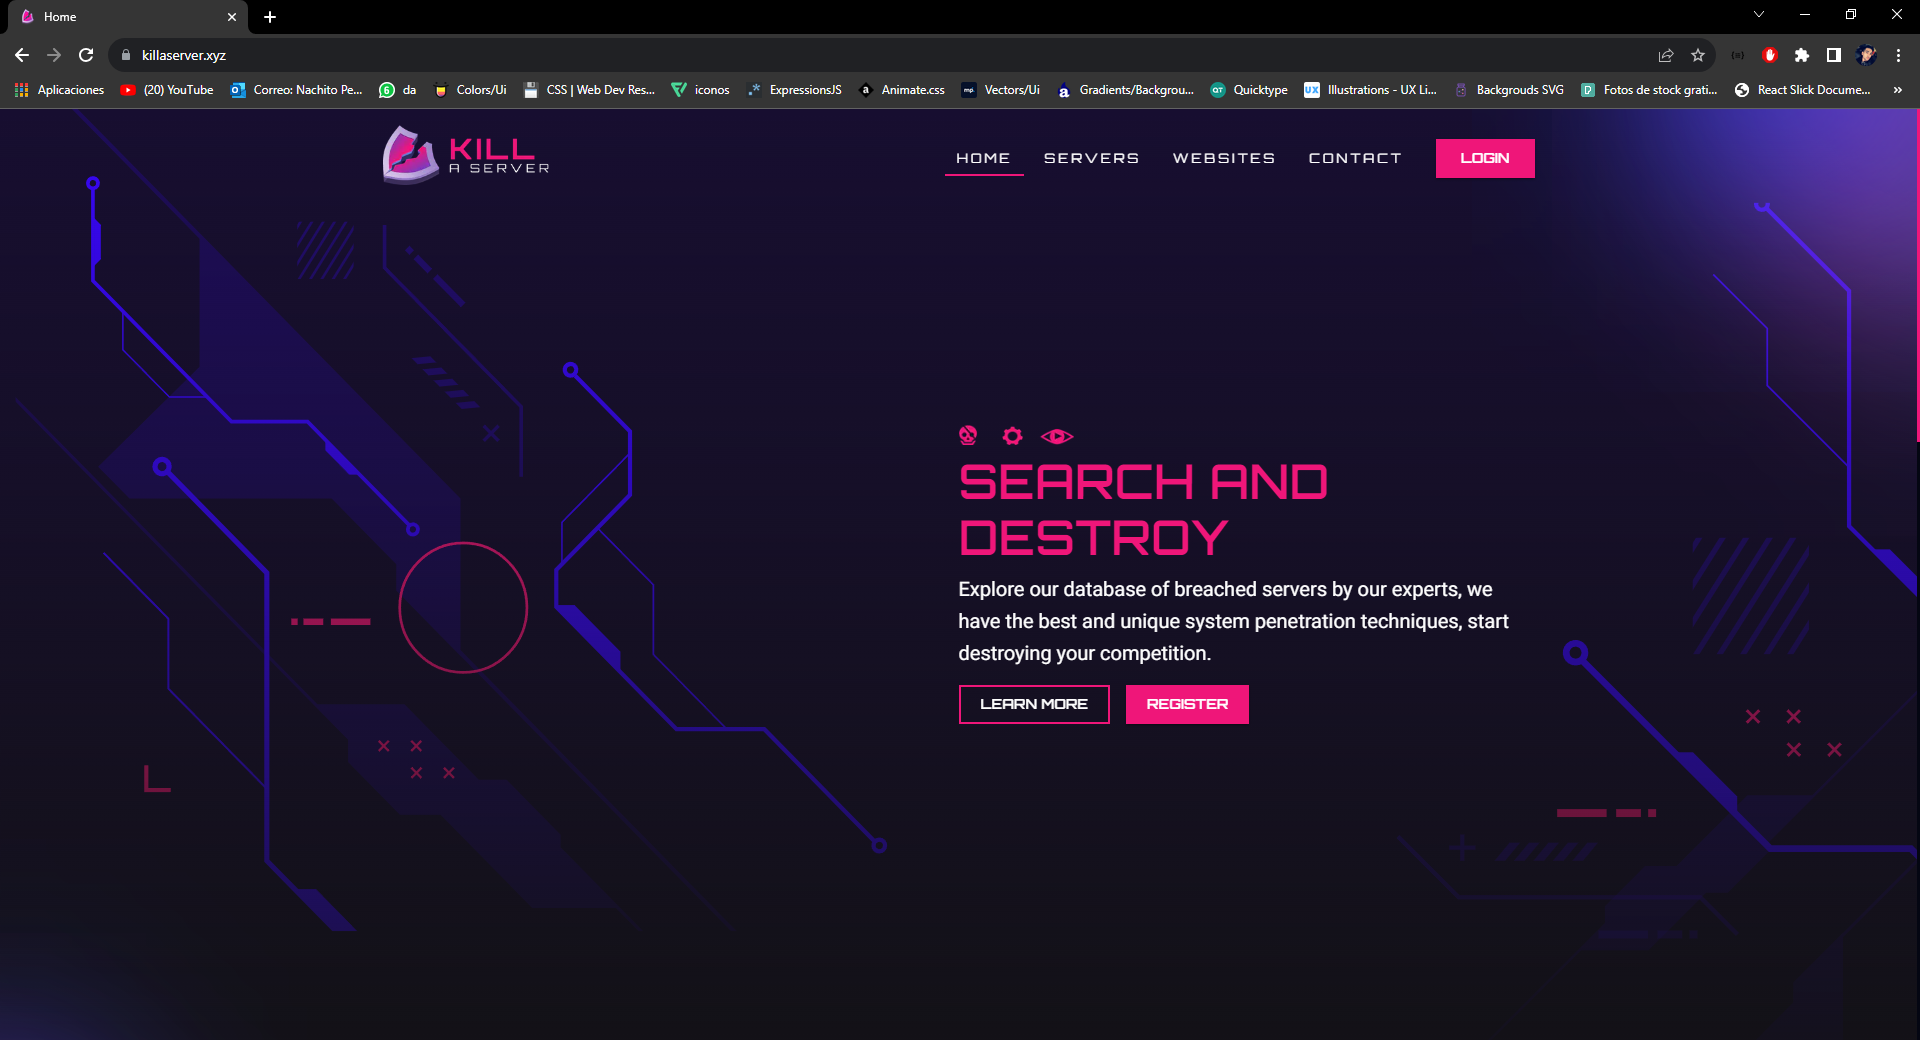 Home
killaserver.xyz
Aplicaciones
(20) YouTube
Correo: Nachito Pe...
da
Colors/Ui
CSS | Web Dev Res...
iconos
ExpressionsJS
Animate.css
Vectors/Ui
Gradients/Backgrou...
Quicktype
Illustrations - UX Li...
Backgrouds SVG
Fotos de stock grati...
React Slick Docume...
»
KILL
A SERVER
HOME
SERVERS
WEBSITES
CONTACT
LOGIN
SEARCH AND
DESTROY
Explore our database of breached servers by our experts, we
have the best and unique system penetration techniques, start
destroying your competition.
LEARN MORE
REGISTER